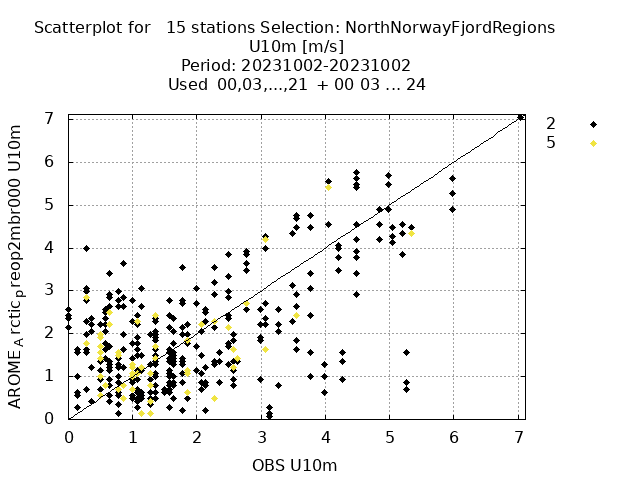 Scatterplot for   15 stations Selection: NorthNorwayFjordRegions
U10m [m/s]
Period: 20231002-20231002
Used  00,03,...,21  + 00 03 ... 24
2
5
7
6
5
4
3
2
1
0
AROME_Arctic_preop2mbr000 U10m
0 1 2 3 4 5 6 7
OBS U10m